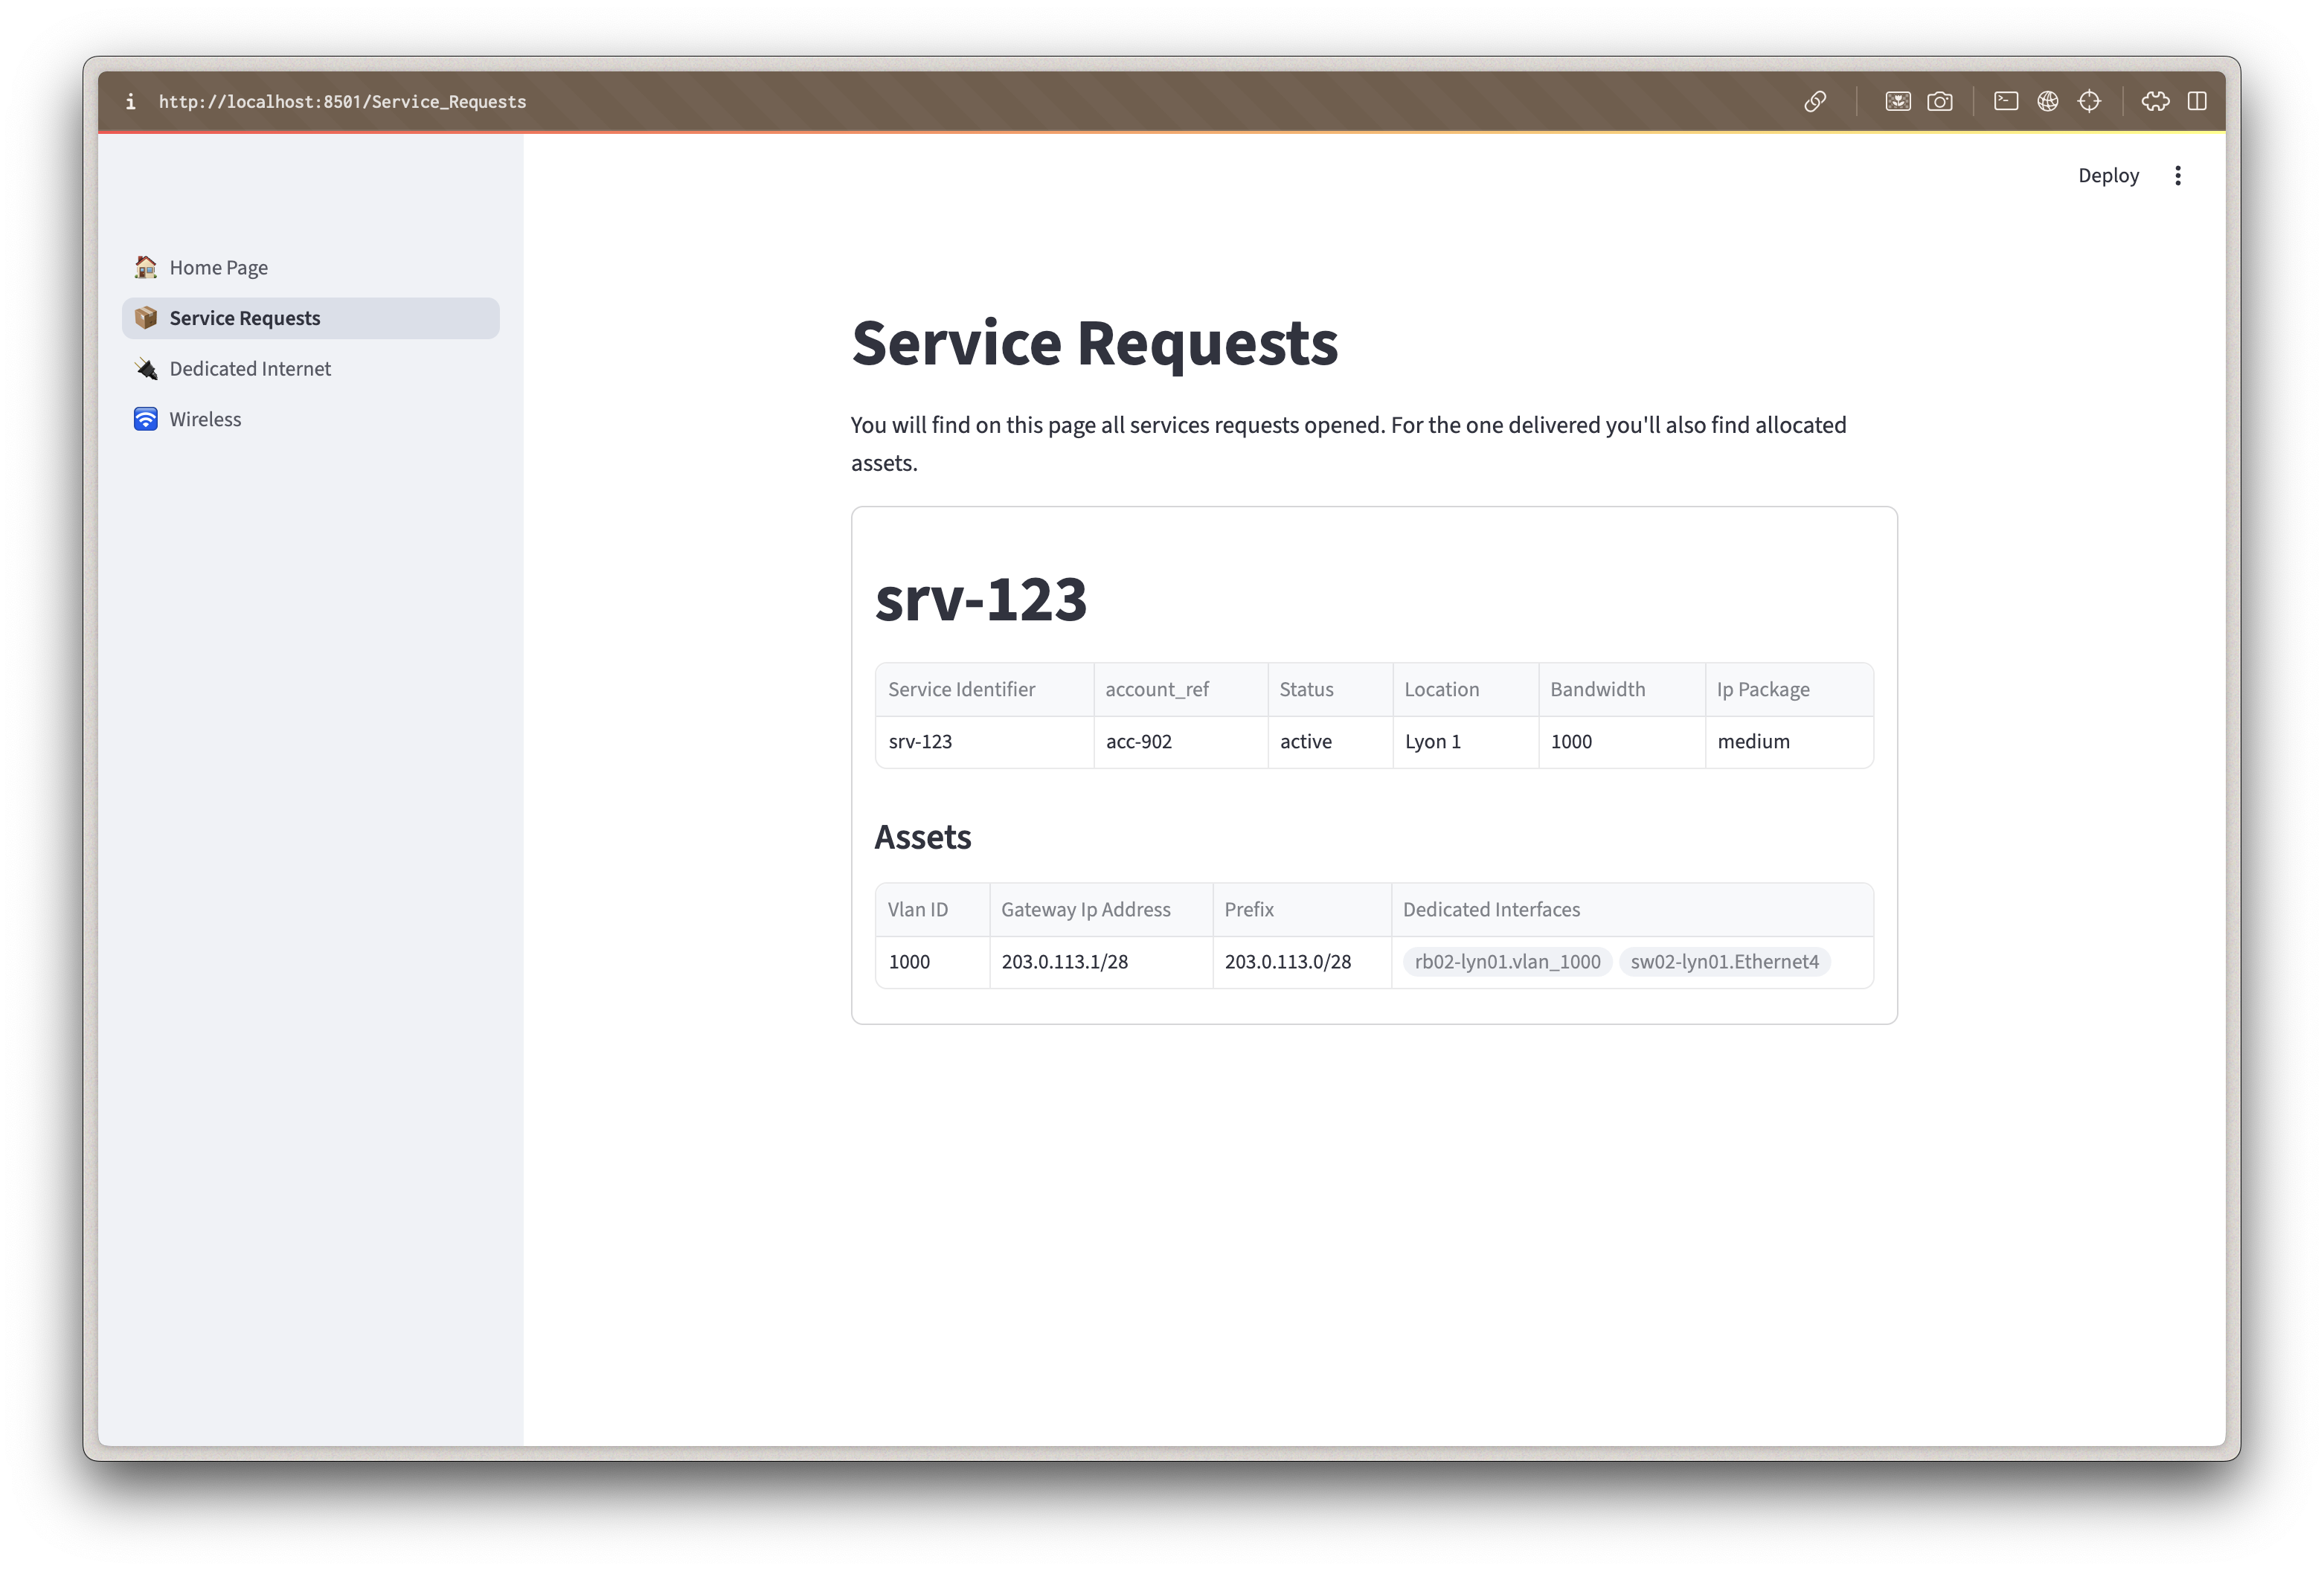 i http://localhost:8501/Service_Requests
Deploy
Home Page
Service Requests
Dedicated Internet
Wireless
Service Requests
You will find on this page all services requests opened. For the one delivered you'll also find allocated
assets.
srv-123
Service Identifier account_ref Status Location Bandwidth Ip Package
srv-123 acc-902 active Lyon 1 1000 medium
Assets
Vlan ID Gateway Ip Address Prefix Dedicated Interfaces
1000 203.0.113.1/28 203.0.113.0/28 rb02-lyn01.vlan_1000 sw02-lyn01.Ethernet4